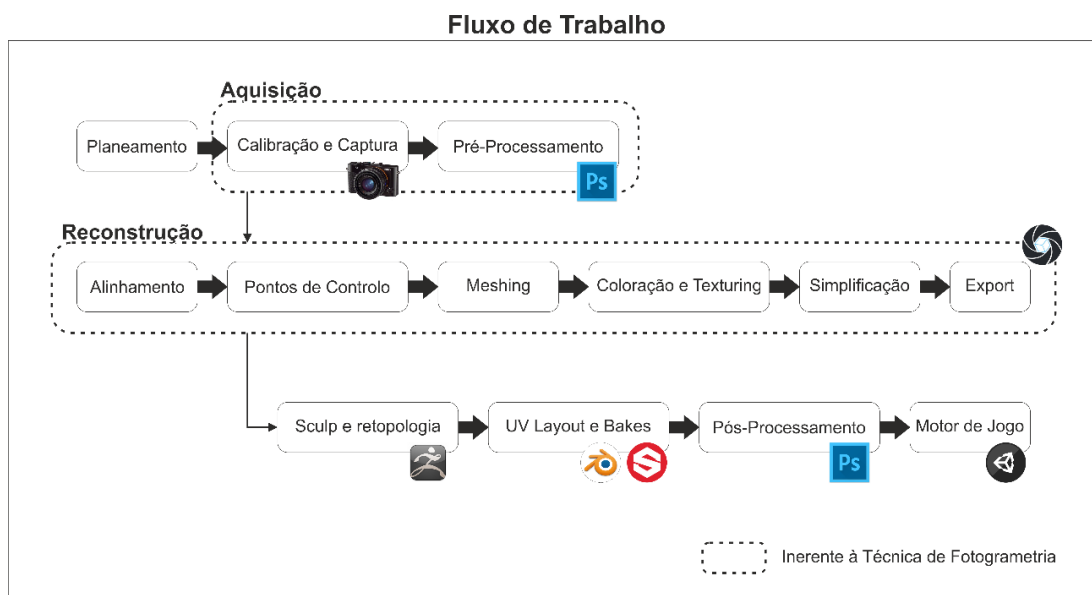 Fluxo de Trabalho
Aquisição
Planeamento
Calibração e Captura
Pré-Processamento
Ps
Reconstrução
Alinhamento
Pontos de Controlo
Meshing
Coloração e Texturing
Simplificação
Export
Sculp e retopologia
UV Layout e Bakes
Pós-Processamento
Ps
Motor de Jogo
Inerente à Técnica de Fotogrametria